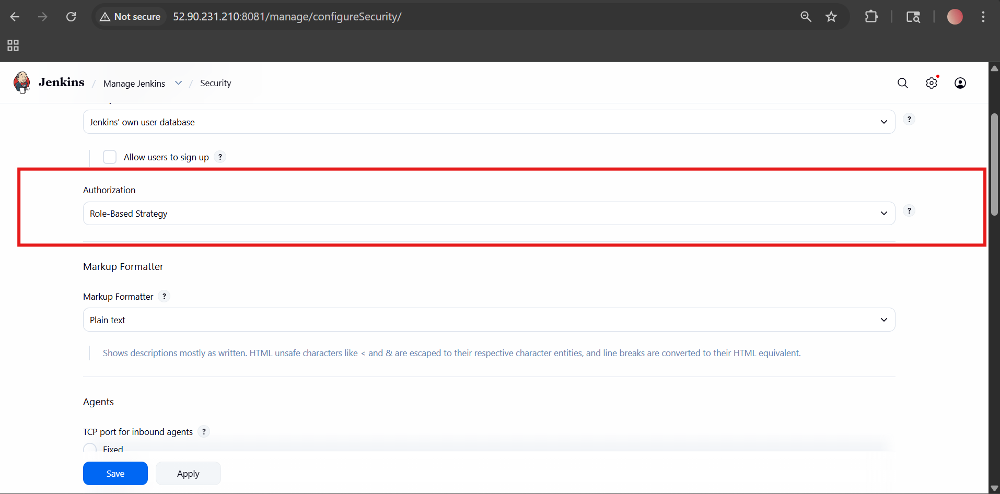 Not secure 52.90.231.210:8081/manage/configureSecurity/
Jenkins / Manage Jenkins / Security
Jenkins’ own user database
?
Allow users to sign up ?
Authorization
Role-Based Strategy
?
Markup Formatter
Markup Formatter ?
Plain text
Shows descriptions mostly as written. HTML unsafe characters like < and & are escaped to their respective character entities, and line breaks are converted to their HTML equivalent.
Agents
TCP port for inbound agents ?
Fixed
Save Apply